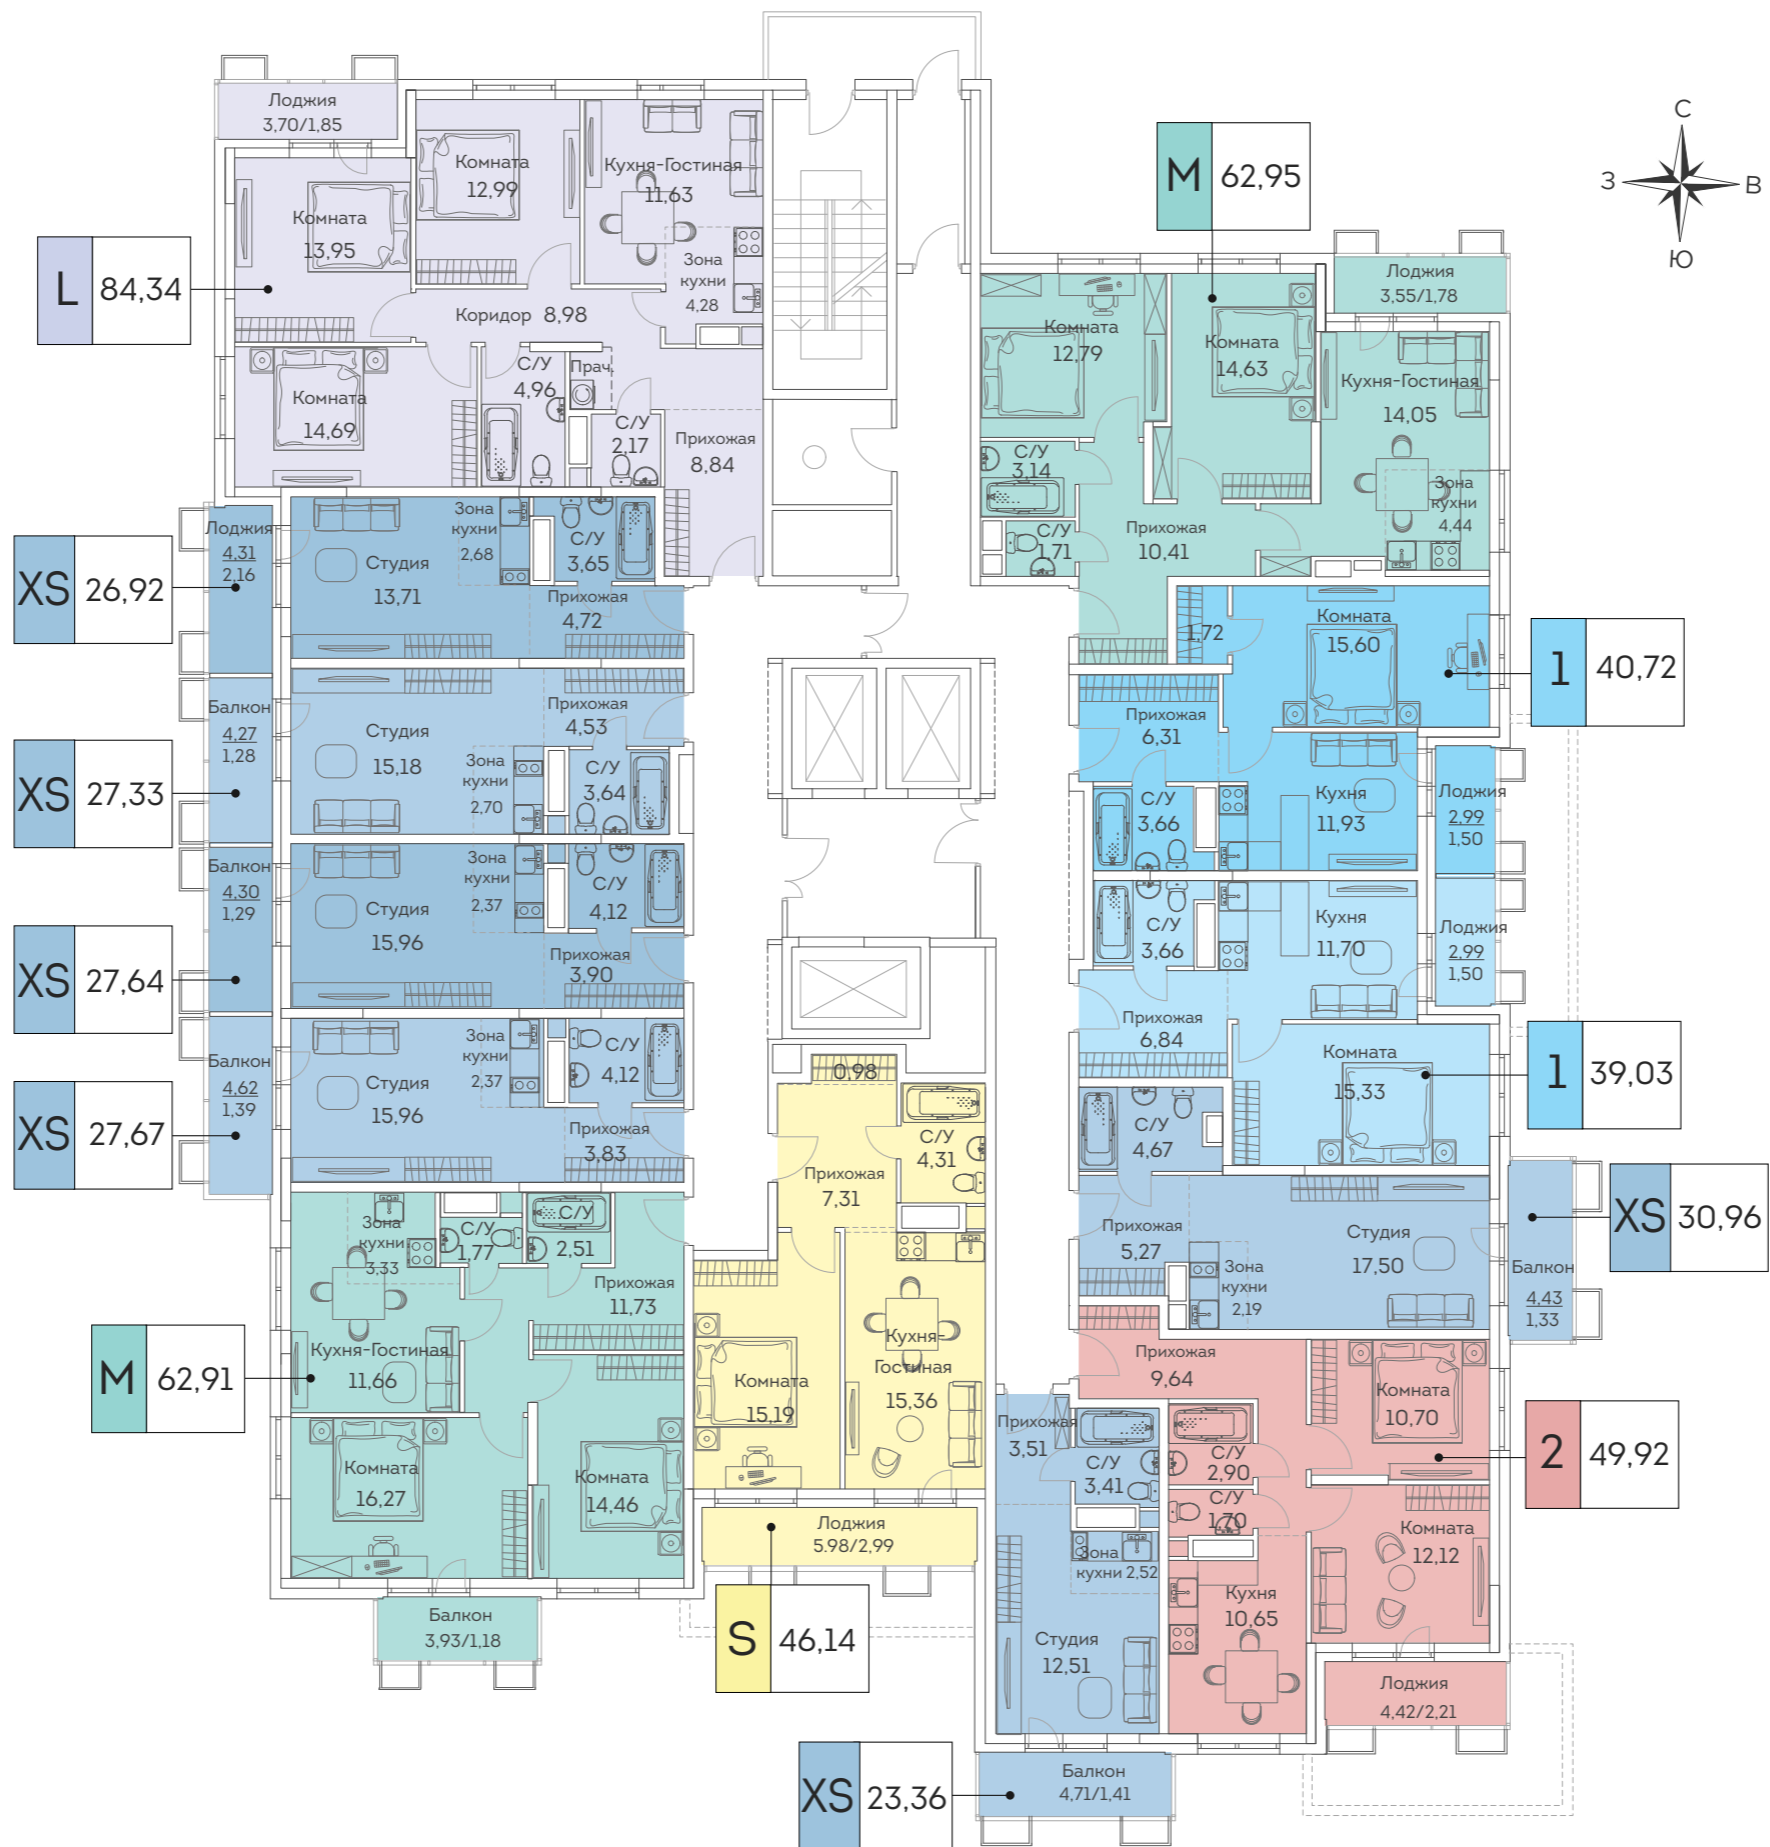 С
З
В
Ю
Лоджия
3,70/1,85
Комната
12,99
Кухня-Гостиная
11,63
Зона
кухни
4,28
Комната
13,95
L 84,34
Коридор 8,98
Комната
14,69
С/У
4,96
Прач.
С/У
2,17
Прихожая
8,84
M 62,95
Лоджия
3,55/1,78
Комната
12,79
Комната
14,63
Кухня-Гостиная
14,05
Зона
кухни
4,44
С/У
3,14
С/У
1,71
Прихожая
10,41
Лоджия
4,31
2,16
XS 26,92
Студия
13,71
Зона
кухни
2,68
С/У
3,65
Прихожая
4,72
Балкон
4,27
1,28
XS 27,33
Студия
15,18
Зона
кухни
2,70
Прихожая
4,53
С/У
3,64
Балкон
4,30
1,29
XS 27,64
Студия
15,96
Зона
кухни
2,37
С/У
4,12
Прихожая
3,90
Балкон
4,62
1,39
XS 27,67
Студия
15,96
Зона
кухни
2,37
С/У
4,12
Прихожая
3,83
1,72
Комната
15,60
1 40,72
Прихожая
6,31
С/У
3,66
Кухня
11,93
Лоджия
2,99
1,50
С/У
3,66
Кухня
11,70
Лоджия
2,99
1,50
Прихожая
6,84
Комната
15,33
1 39,03
С/У
4,67
Прихожая
5,27
Зона
кухни
2,19
Студия
17,50
Балкон
4,43
1,33
XS 30,96
0,98
С/У
4,31
Прихожая
7,31
Комната
15,19
Кухня-
Гостиная
15,36
Лоджия
5.98/2,99
S 46,14
Зона
кухни
3,33
С/У
1,77
С/У
2,51
Прихожая
11,73
Кухня-Гостиная
11,66
M 62,91
Комната
16,27
Комната
14,46
Балкон
3,93/1,18
Прихожая
3,51
С/У
3,41
Зона
кухни 2,52
Студия
12,51
Балкон
4,71/1,41
XS 23,36
Прихожая
9,64
Комната
10,70
2 49,92
С/У
2,90
С/У
1,70
Комната
12,12
Кухня
10,65
Лоджия
4,42/2,21